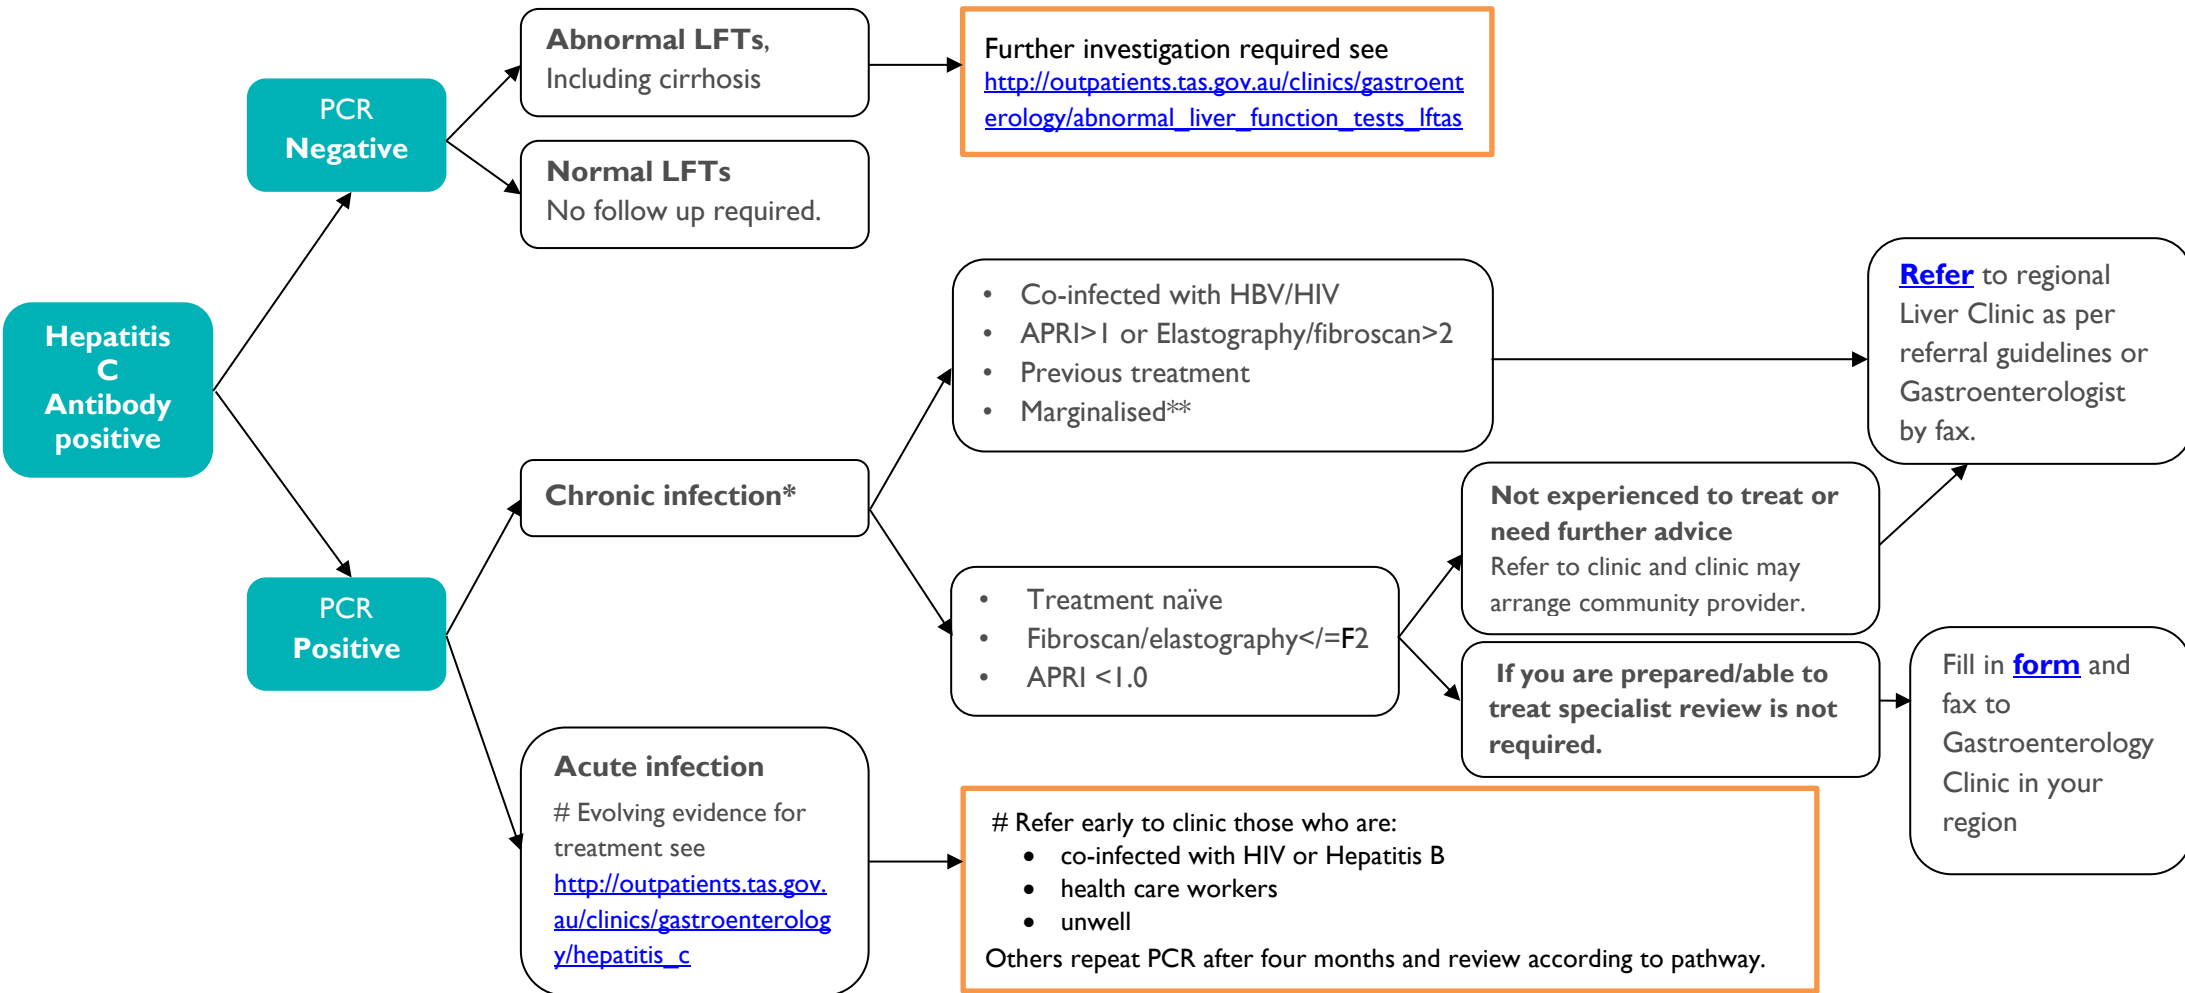 Hepatitis
C
Antibody
positive
PCR
Negative
Abnormal LFTs,
Including cirrhosis
Further investigation required see
http://outpatients.tas.gov.au/clinics/gastroent
erology/abnormal_liver_function_tests_lftas
Normal LFTs
No follow up required.
PCR
Positive
Chronic infection*
• Co-infected with HBV/HIV
• APRI>1 or Elastography/fibroscan>2
• Previous treatment
• Marginalised**
Refer to regional
Liver Clinic as per
referral guidelines or
Gastroenterologist
by fax.
• Treatment naïve
• Fibroscan/elastography</=F2
• APRI <1.0
Not experienced to treat or
need further advice
Refer to clinic and clinic may
arrange community provider.
If you are prepared/able to
treat specialist review is not
required.
Fill in form and
fax to
Gastroenterology
Clinic in your
region
Acute infection
# Evolving evidence for
treatment see
http://outpatients.tas.gov.
au/clinics/gastroenterolog
y/hepatitis_c
# Refer early to clinic those who are:
• co-infected with HIV or Hepatitis B
• health care workers
• unwell
Others repeat PCR after four months and review according to pathway.